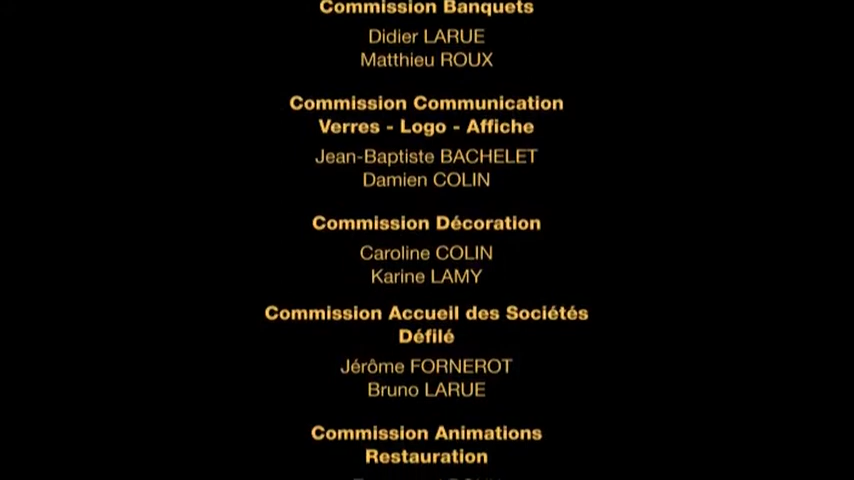 Commission Banquets
Didier LARUE
Matthieu ROUX
Commission Communication
Verres - Logo - Affiche
Jean-Baptiste BACHELET
Damien COLIN
Commission Décoration
Caroline COLIN
Karine LAMY
Commission Accueil des Sociétés
Défilé
Jérôme FORNEROT
Bruno LARUE
Commission Animations
Restauration